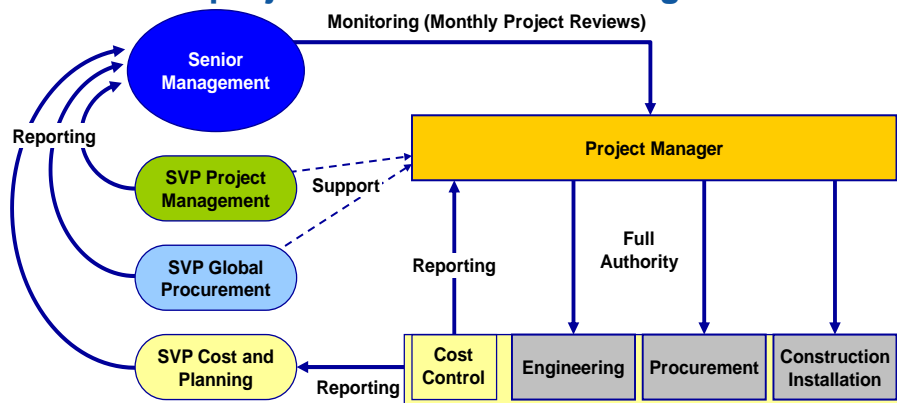 Monitoring (Monthly Project Reviews)
Senior
Management
Reporting
Project Manager
SVP Project
Management
Support
SVP Global
Procurement
Reporting
Full
Authority
SVP Cost and
Planning
Reporting
Cost
Control
Engineering
Procurement
Construction
Installation